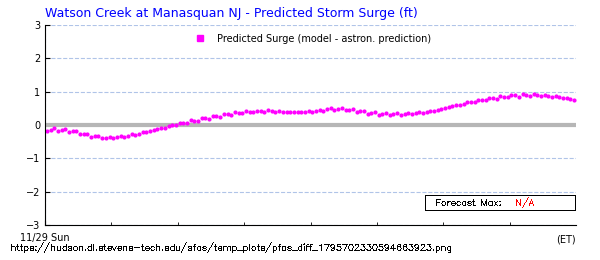 Watson Creek at Manasquan NJ - Predicted Storm Surge (ft)
3
Predicted Surge (model - astron. prediction)
2
1
0
−1
−2
Forecast Max: N/A
−3
11/29 Sun
(ET)
https://hudson.dl.stevens-tech.edu/sfas/temp_plots/pfas_diff_1795702330594663923.png